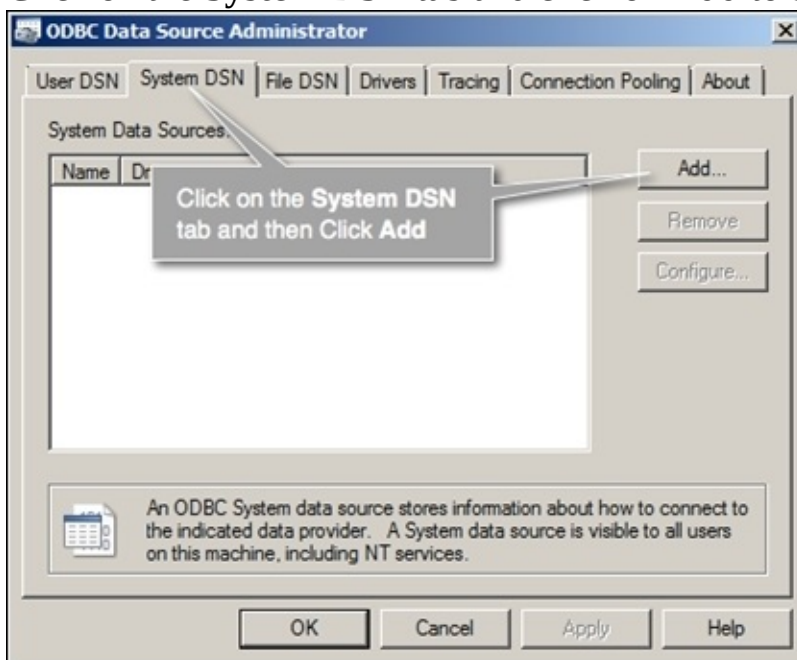 ODBC Data Source Administrator
User DSN System DSN File DSN Drivers Tracing Connection Pooling About
System Data Sources:
Name
Add...
Click on the System DSN
tab and then Click Add
Remove
Configure...
An ODBC System data source stores information about how to connect to
the indicated data provider. A System data source is visible to all users
on this machine, including NT services.
OK Cancel Apply Help